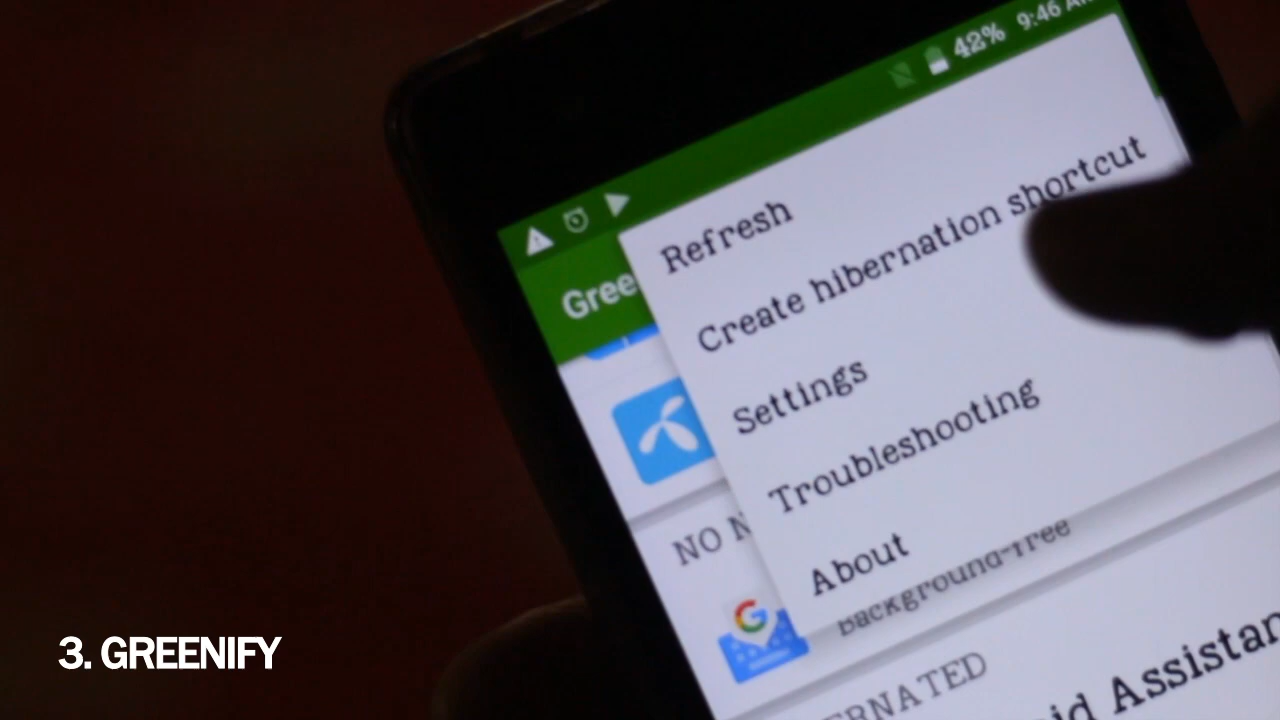 42% 9:46 AM
Gree
Refresh
Create hibernation shortcut
Settings
Troubleshooting
About
NO N
background-free
G
ERNATED
id Assistan
3. GREENIFY